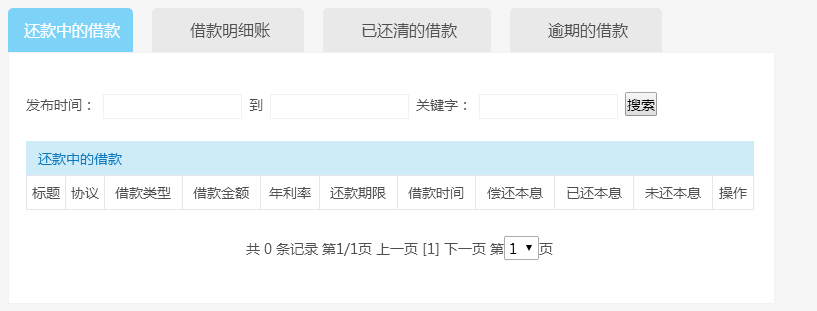 还款中的借款 借款明细账 已还清的借款 逾期的借款
发布时间： 到 关键字： 搜索
还款中的借款
标题 协议 借款类型 借款金额 年利率 还款期限 借款时间 偿还本息 已还本息 未还本息 操作
共 0 条记录 第1/1页 上一页 [1] 下一页 第 1 页